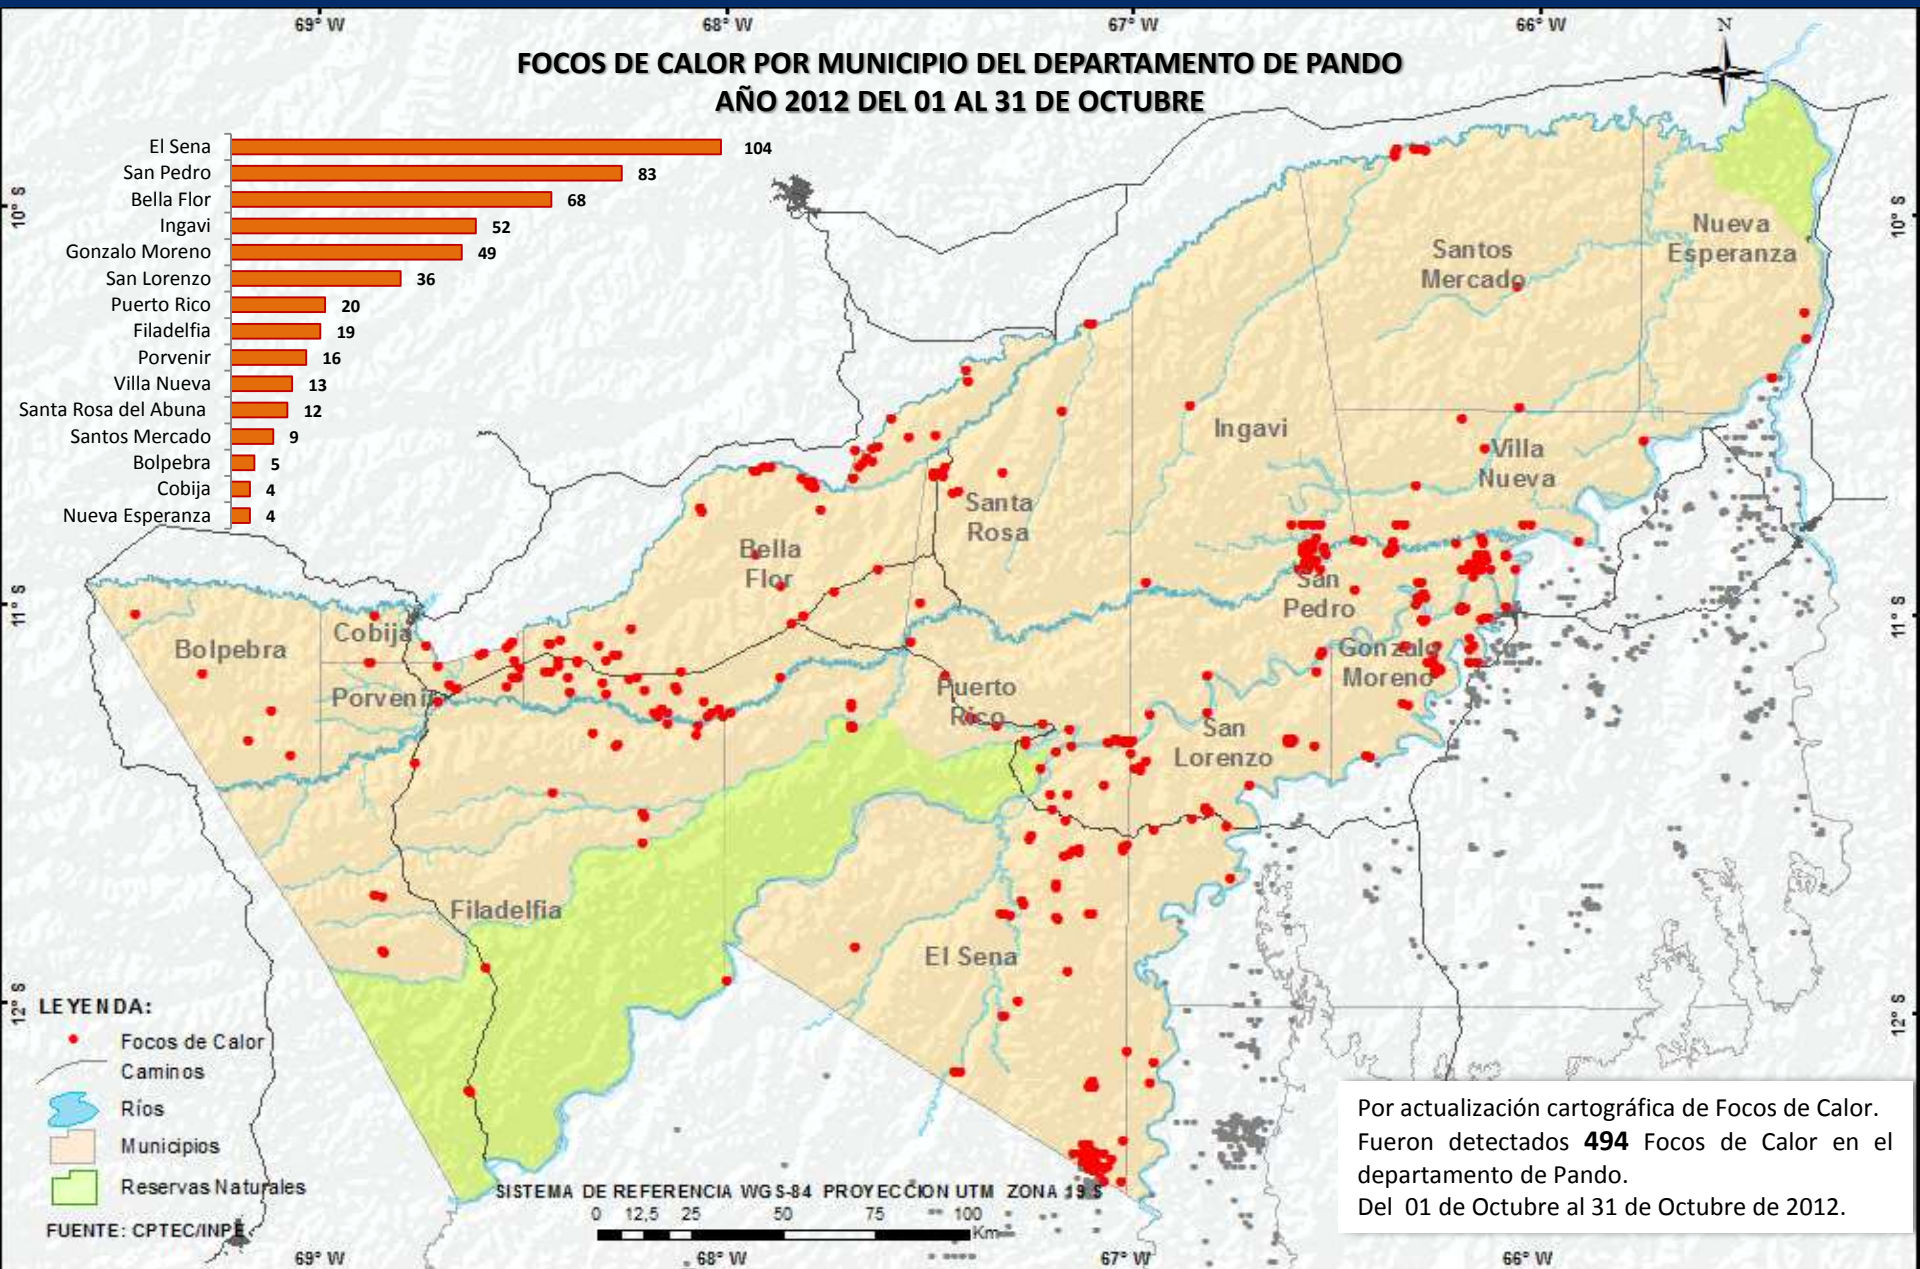 69° W 68° W 67° W 66° W
N
FOCOS DE CALOR POR MUNICIPIO DEL DEPARTAMENTO DE PANDO
AÑO 2012 DEL 01 AL 31 DE OCTUBRE
El Sena 104
San Pedro 83
Bella Flor 68
Ingavi 52
Gonzalo Moreno 49
San Lorenzo 36
Puerto Rico 20
Filadelfia 19
Porvenir 16
Villa Nueva 13
Santa Rosa del Abuna 12
Santos Mercado 9
Bolpebra 5
Cobija 4
Nueva Esperanza 4
10° S
10° S
Nueva
Esperanza
Santos
Mercado
Ingavi
Villa
Nueva
Santa
Rosa
Bella
Flor
San
Pedro
11° S
11° S
Cobija
Bolpebra
Gonzalo
Moreno
Porvenir
Puerto
Rico
San
Lorenzo
Filadelfia
El Sena
12° S
12° S
LEYENDA:
Focos de Calor
Caminos
Ríos
Municipios
Reservas Naturales
FUENTE: CPTEC/INPE
SISTEMA DE REFERENCIA WGS-84 PROYECCION UTM ZONA 19 S
0 12,5 25 50 75 100
Km
Por actualización cartográfica de Focos de Calor.
Fueron detectados 494 Focos de Calor en el
departamento de Pando.
Del 01 de Octubre al 31 de Octubre de 2012.
69° W 68° W 67° W 66° W